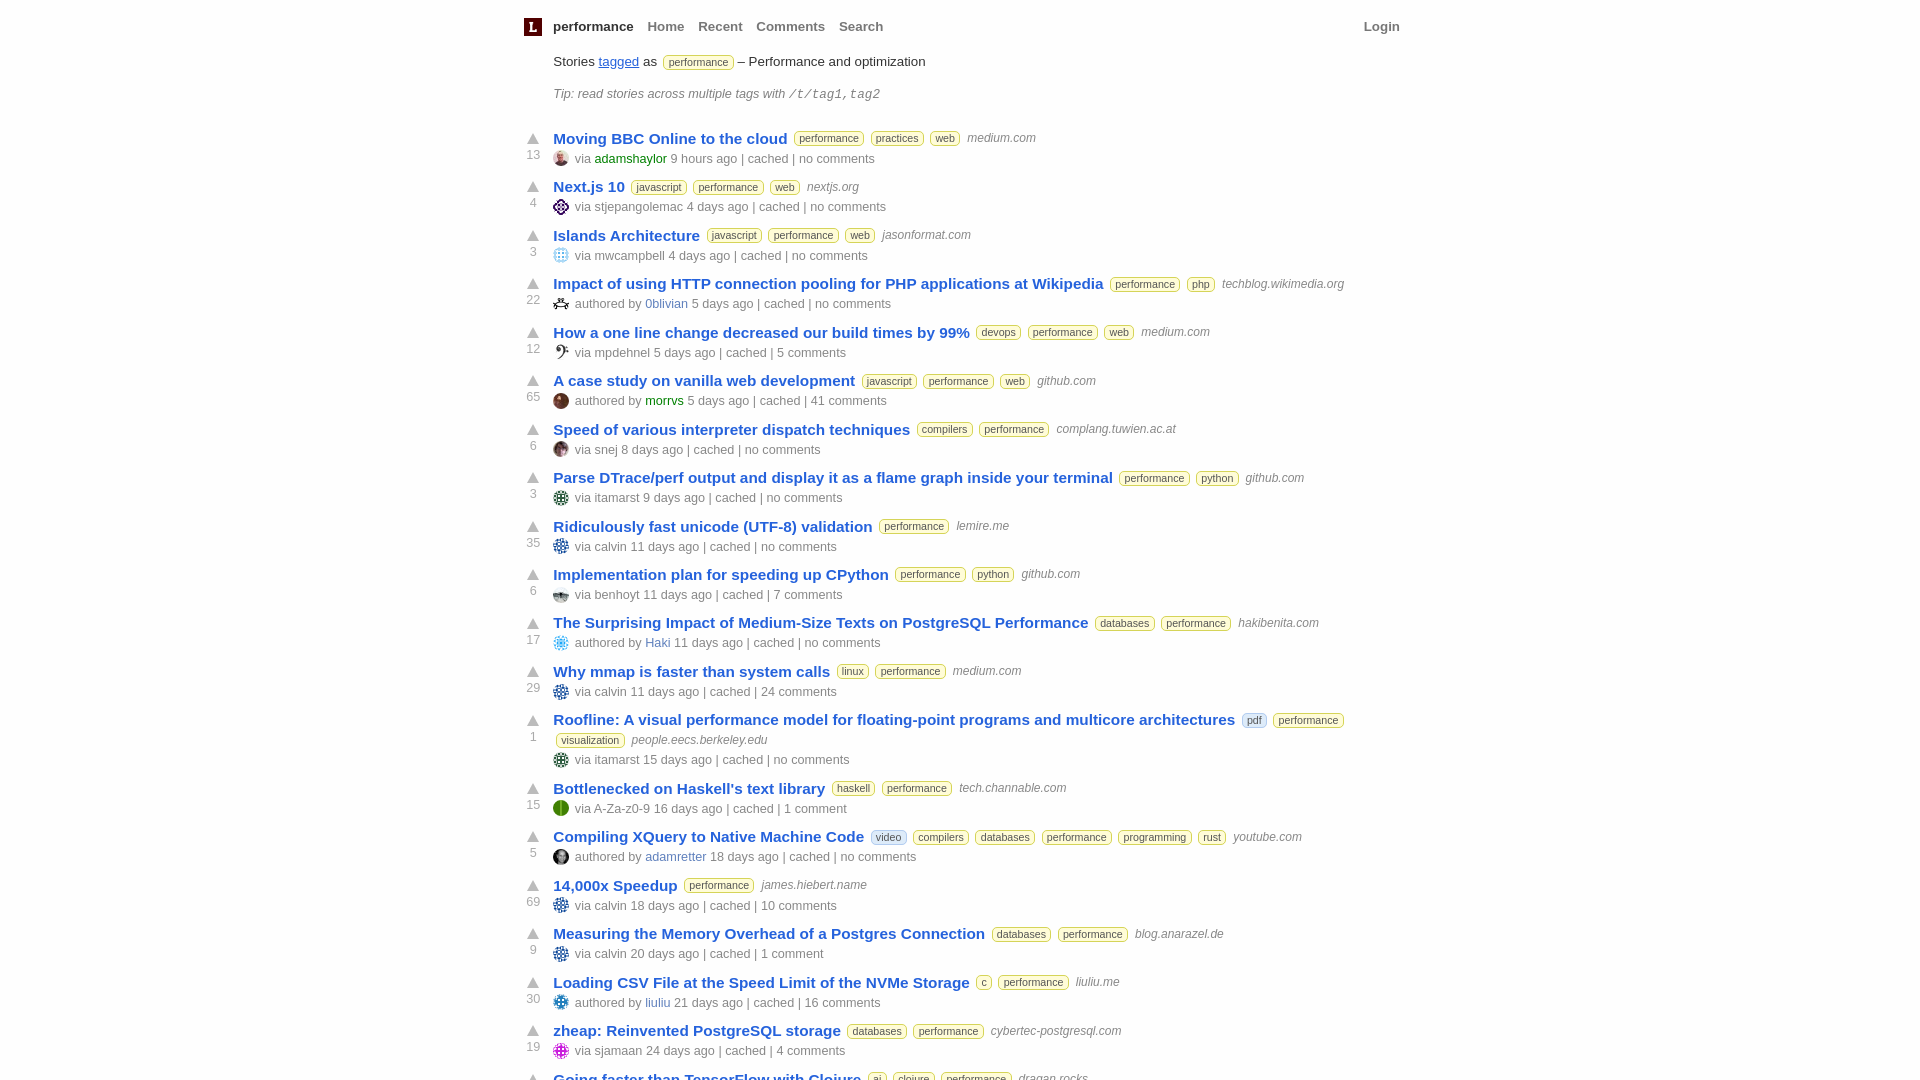 L performance Home Recent Comments Search Login
Stories tagged as performance – Performance and optimization
Tip: read stories across multiple tags with /t/tag1,tag2
Moving BBC Online to the cloud performance practices web medium.com
13 via adamshaylor 9 hours ago | cached | no comments
Next.js 10 javascript performance web nextjs.org
4 via stjepangolemac 4 days ago | cached | no comments
Islands Architecture javascript performance web jasonformat.com
3 via mwcampbell 4 days ago | cached | no comments
Impact of using HTTP connection pooling for PHP applications at Wikipedia performance php techblog.wikimedia.org
22 authored by 0blivian 5 days ago | cached | no comments
How a one line change decreased our build times by 99% devops performance web medium.com
12 via mpdehnel 5 days ago | cached | 5 comments
A case study on vanilla web development javascript performance web github.com
65 authored by morrvs 5 days ago | cached | 41 comments
Speed of various interpreter dispatch techniques compilers performance complang.tuwien.ac.at
6 via snej 8 days ago | cached | no comments
Parse DTrace/perf output and display it as a flame graph inside your terminal performance python github.com
3 via itamarst 9 days ago | cached | no comments
Ridiculously fast unicode (UTF-8) validation performance lemire.me
35 via calvin 11 days ago | cached | no comments
Implementation plan for speeding up CPython performance python github.com
6 via benhoyt 11 days ago | cached | 7 comments
The Surprising Impact of Medium-Size Texts on PostgreSQL Performance databases performance hakibenita.com
17 authored by Haki 11 days ago | cached | no comments
Why mmap is faster than system calls linux performance medium.com
29 via calvin 11 days ago | cached | 24 comments
Roofline: A visual performance model for floating-point programs and multicore architectures pdf performance
1 visualization people.eecs.berkeley.edu
via itamarst 15 days ago | cached | no comments
Bottlenecked on Haskell's text library haskell performance tech.channable.com
15 via A-Za-z0-9 16 days ago | cached | 1 comment
Compiling XQuery to Native Machine Code video compilers databases performance programming rust youtube.com
5 authored by adamretter 18 days ago | cached | no comments
14,000x Speedup performance james.hiebert.name
69 via calvin 18 days ago | cached | 10 comments
Measuring the Memory Overhead of a Postgres Connection databases performance blog.anarazel.de
9 via calvin 20 days ago | cached | 1 comment
Loading CSV File at the Speed Limit of the NVMe Storage c performance liuliu.me
30 authored by liuliu 21 days ago | cached | 16 comments
zheap: Reinvented PostgreSQL storage databases performance cybertec-postgresql.com
19 via sjamaan 24 days ago | cached | 4 comments
Going faster than TensorFlow with Clojure ai clojure performance dragan.rocks